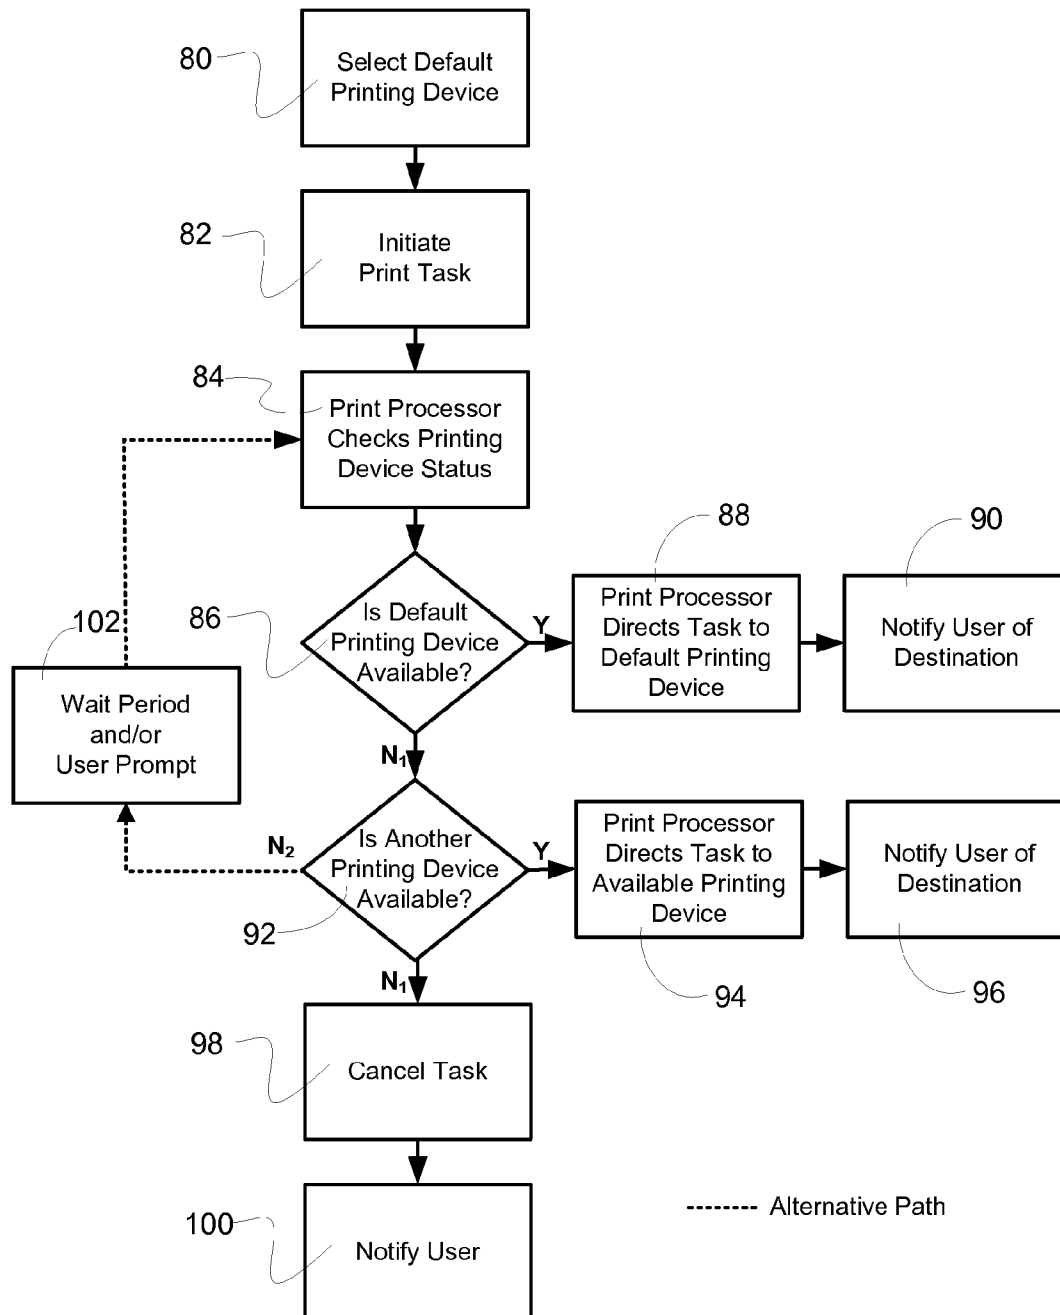 80
Select Default
Printing Device
82
Initiate
Print Task
84
Print Processor
Checks Printing
Device Status
86
Is Default
Printing Device
Available?
Y
88
Print Processor
Directs Task to
Default Printing
Device
90
Notify User of
Destination
102
Wait Period
and/or
User Prompt
N₁
N₂
92
Is Another
Printing Device
Available?
Y
Print Processor
Directs Task to
Available Printing
Device
94
Notify User of
Destination
96
N₁
98
Cancel Task
100
Notify User
Alternative Path